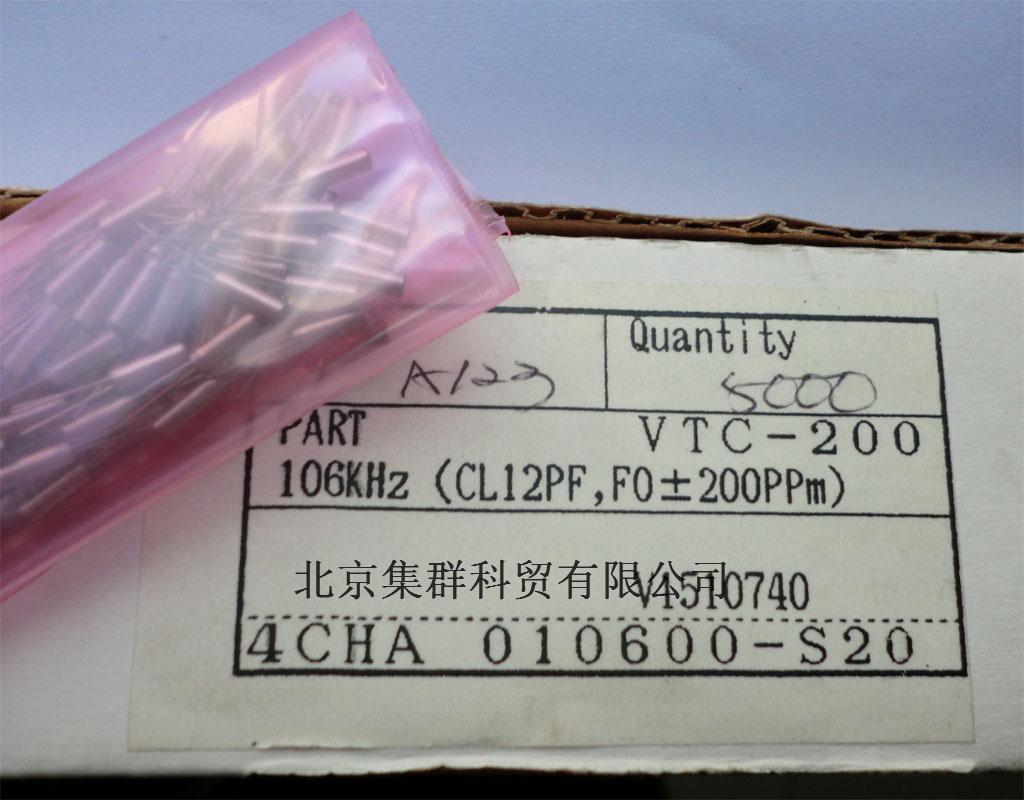 Quantity
A123 5000
PART VTC-200
106KHz (CL12PF,F0±200PPm)
北京集群科贸有限公司
V1510740
4CHA 010600-S20